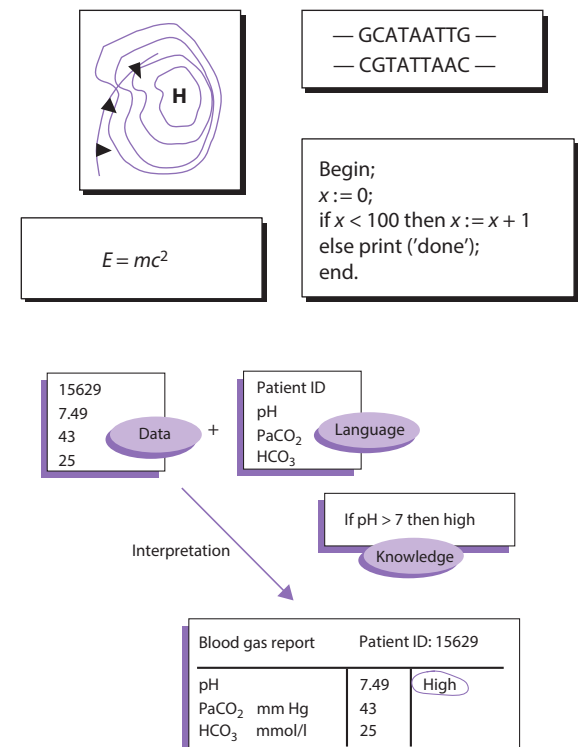 H
— GCATAATTG —
— CGTATTAAC —
Begin;
x := 0;
if x < 100 then x := x + 1
else print ('done');
end.
E = mc²
15629
7.49
43
25
Data
+
Patient ID
pH
PaCO₂
HCO₃
Language
If pH > 7 then high
Knowledge
Interpretation
Blood gas report Patient ID: 15629
pH 7.49 High
PaCO₂ mm Hg 43
HCO₃ mmol/l 25